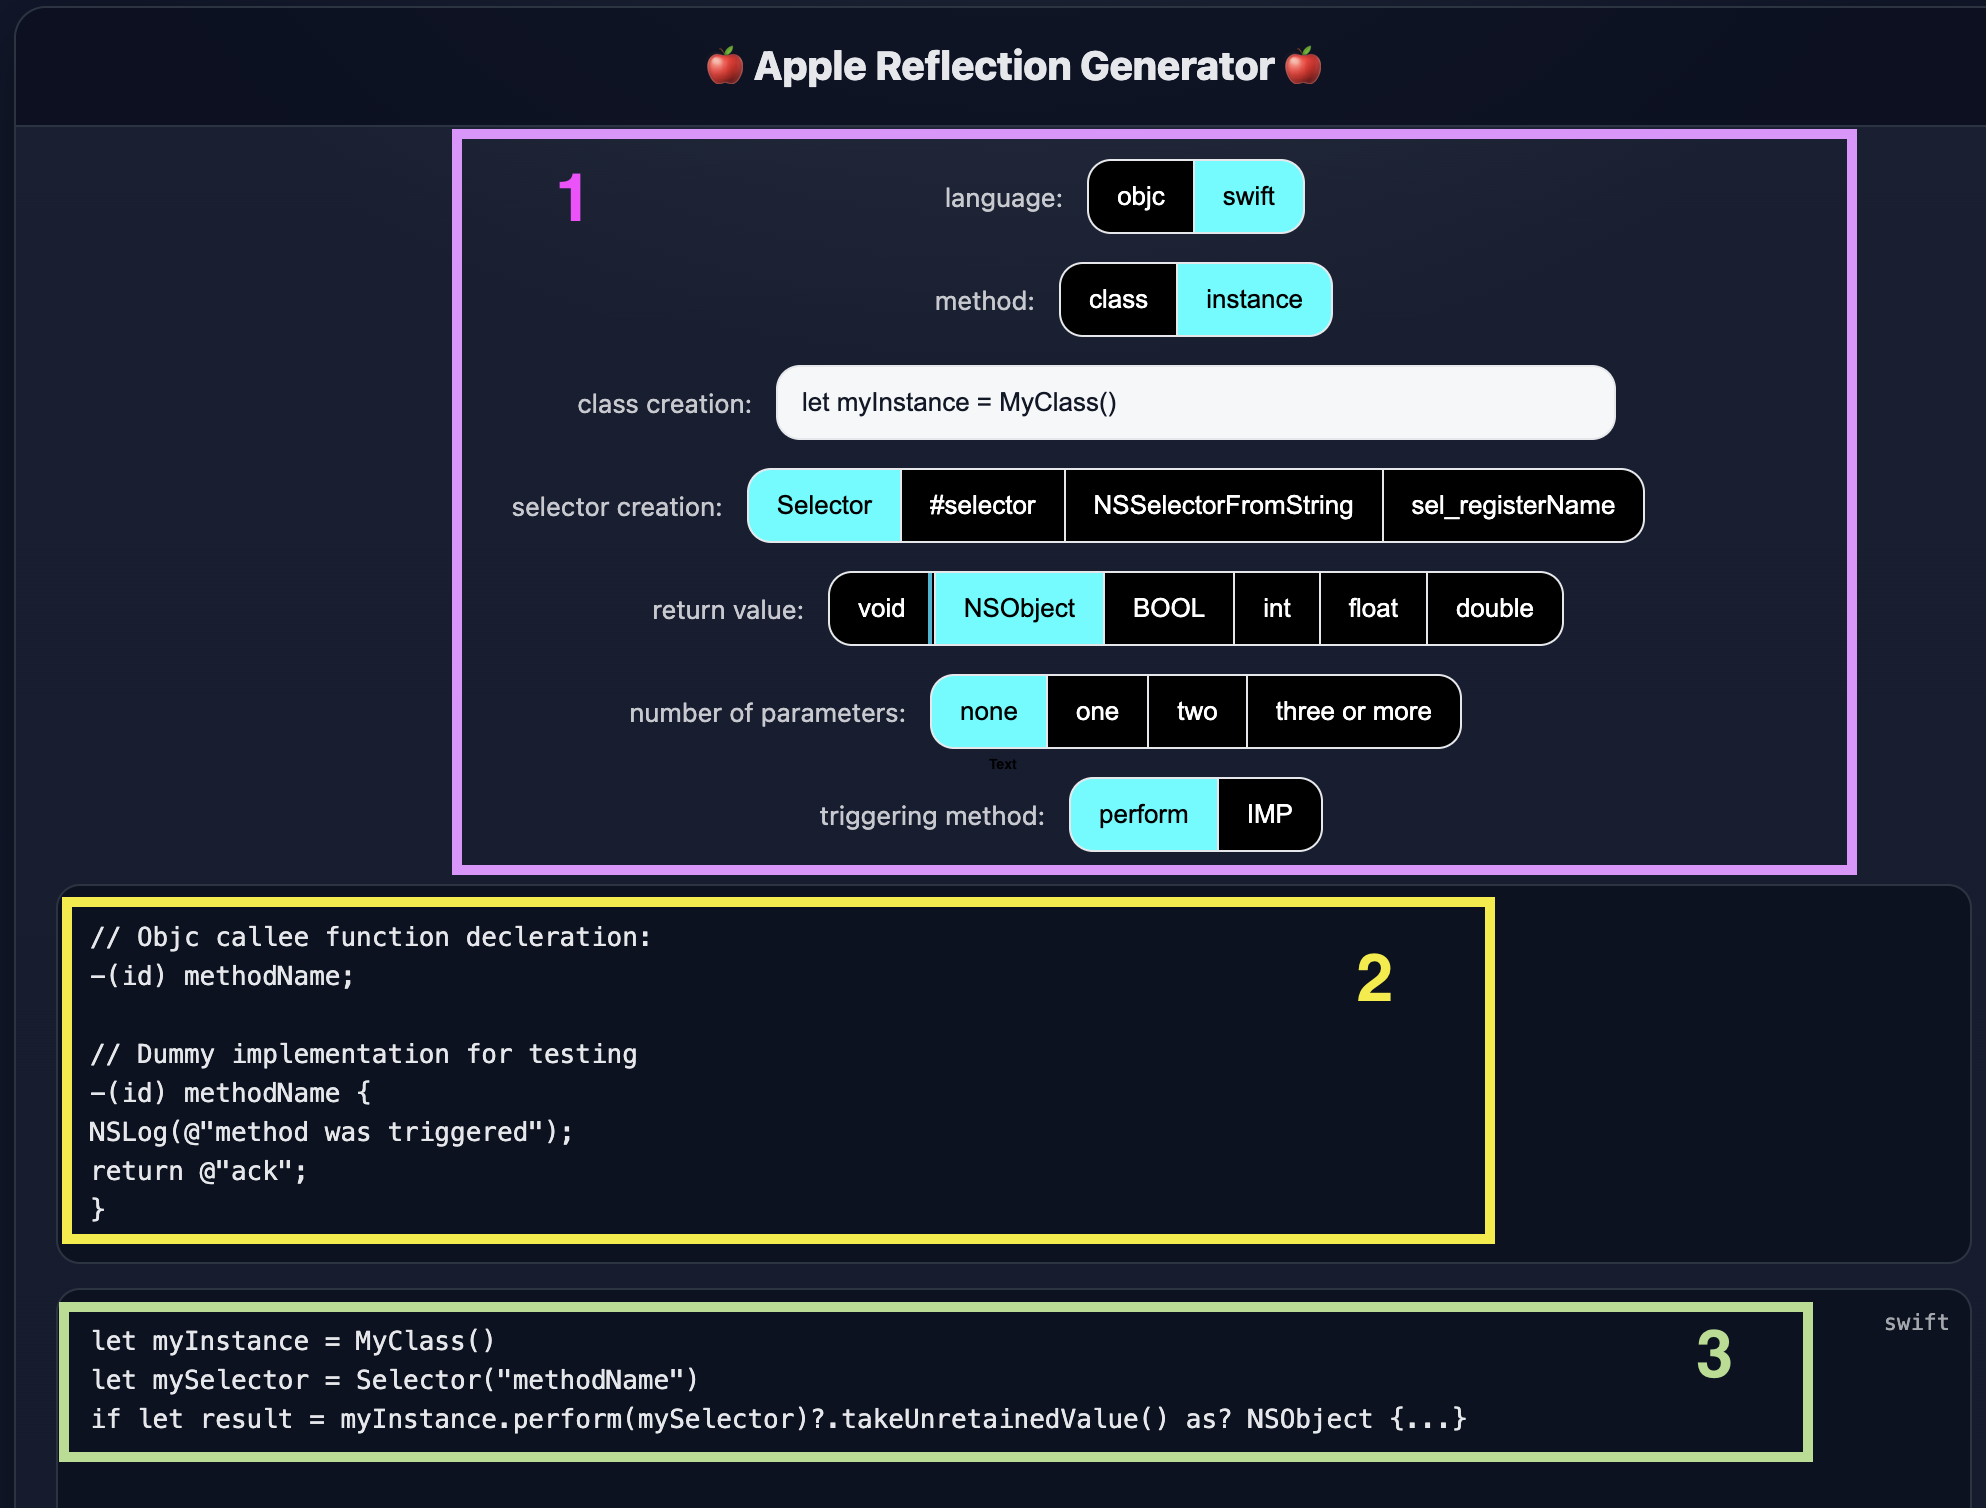 🍎 Apple Reflection Generator 🍎
1
language: objc swift
method: class instance
class creation: let myInstance = MyClass()
selector creation: Selector #selector NSSelectorFromString sel_registerName
return value: void NSObject BOOL int float double
number of parameters: none one two three or more
Text
triggering method: perform IMP
// Objc callee function decleration:
-(id) methodName;
2
// Dummy implementation for testing
-(id) methodName {
NSLog(@"method was triggered");
return @"ack";
}
swift
let myInstance = MyClass()
3
let mySelector = Selector("methodName")
if let result = myInstance.perform(mySelector)?.takeUnretainedValue() as? NSObject {...}